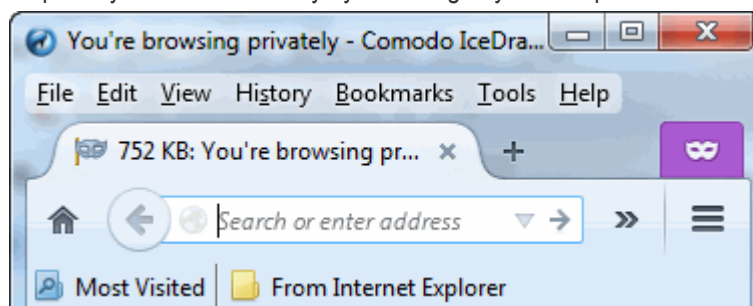 You're browsing privately - Comodo IceDra...
File Edit View History Bookmarks Tools Help
752 KB: You're browsing pr...
Search or enter address
Most Visited From Internet Explorer